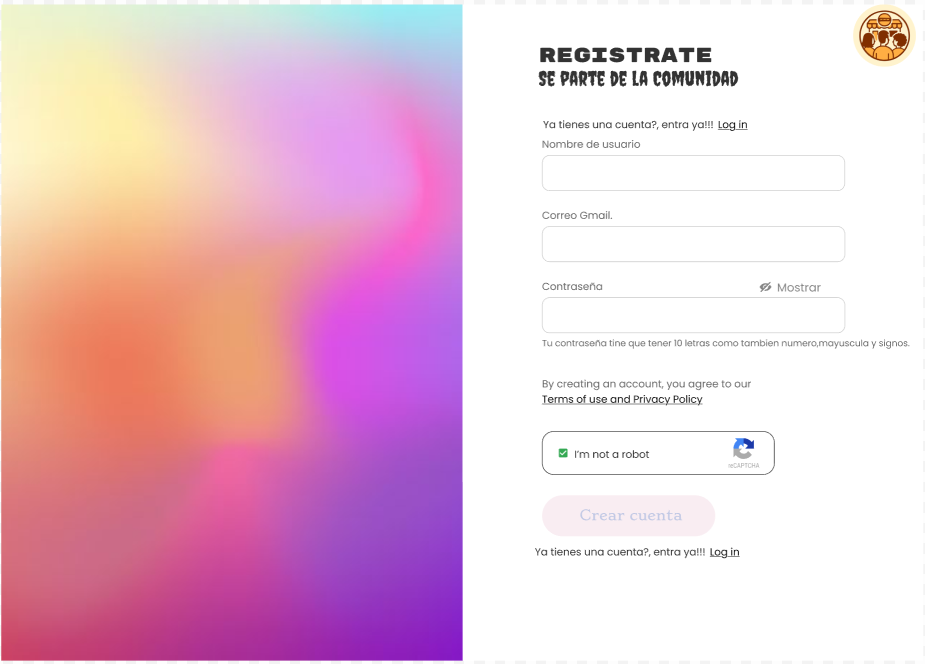 REGISTRATE
SE PARTE DE LA COMUNIDAD
Ya tienes una cuenta?, entra ya!!! Log in
Nombre de usuario
Correo Gmail.
Contraseña Mostrar
Tu contraseña tine que tener 10 letras como tambien numero,mayuscula y signos.
By creating an account, you agree to our
Terms of use and Privacy Policy
I'm not a robot
reCAPTCHA
Crear cuenta
Ya tienes una cuenta?, entra ya!!! Log in